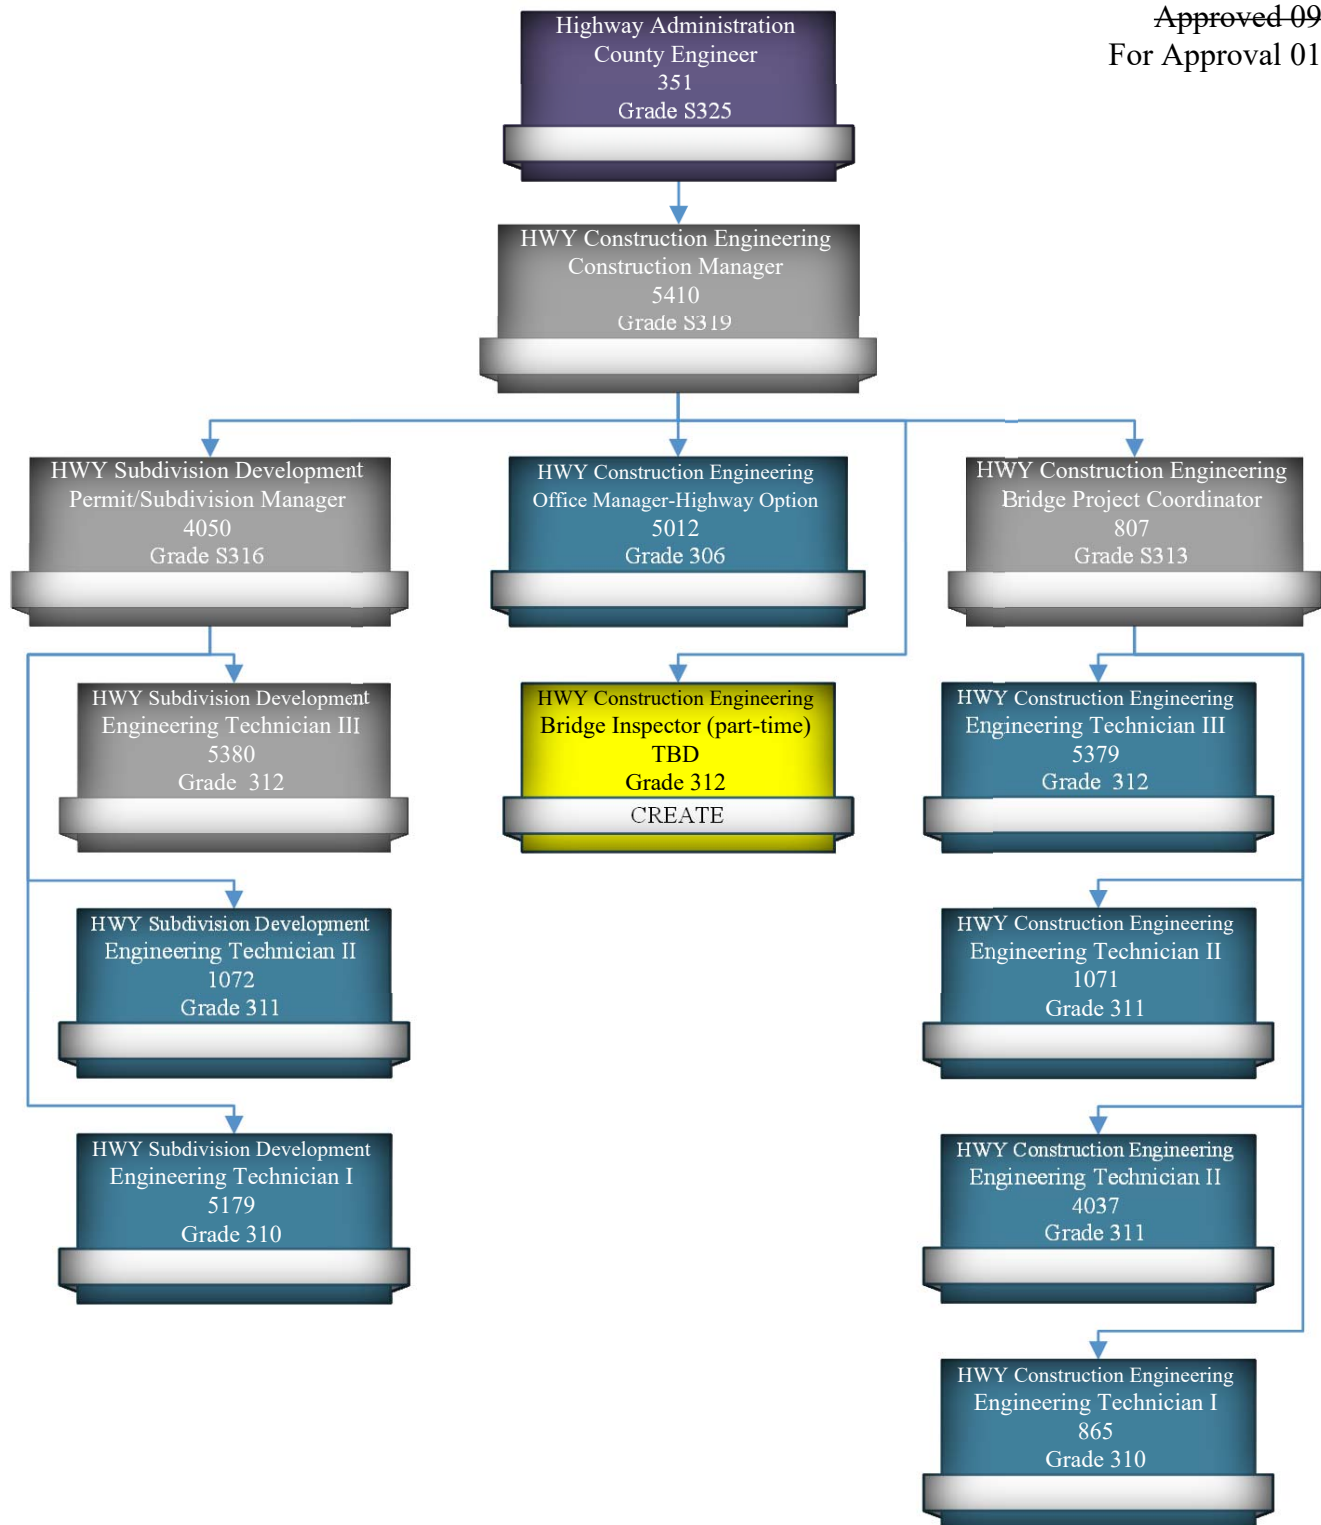 Approved 09
For Approval 01
Highway Administration
County Engineer
351
Grade S325
HWY Construction Engineering
Construction Manager
5410
Grade S319
HWY Subdivision Development
Permit/Subdivision Manager
4050
Grade S316
HWY Construction Engineering
Office Manager-Highway Option
5012
Grade 306
HWY Construction Engineering
Bridge Project Coordinator
807
Grade S313
HWY Subdivision Development
Engineering Technician III
5380
Grade 312
HWY Construction Engineering
Bridge Inspector (part-time)
TBD
Grade 312
CREATE
HWY Construction Engineering
Engineering Technician III
5379
Grade 312
HWY Subdivision Development
Engineering Technician II
1072
Grade 311
HWY Construction Engineering
Engineering Technician II
1071
Grade 311
HWY Subdivision Development
Engineering Technician I
5179
Grade 310
HWY Construction Engineering
Engineering Technician II
4037
Grade 311
HWY Construction Engineering
Engineering Technician I
865
Grade 310